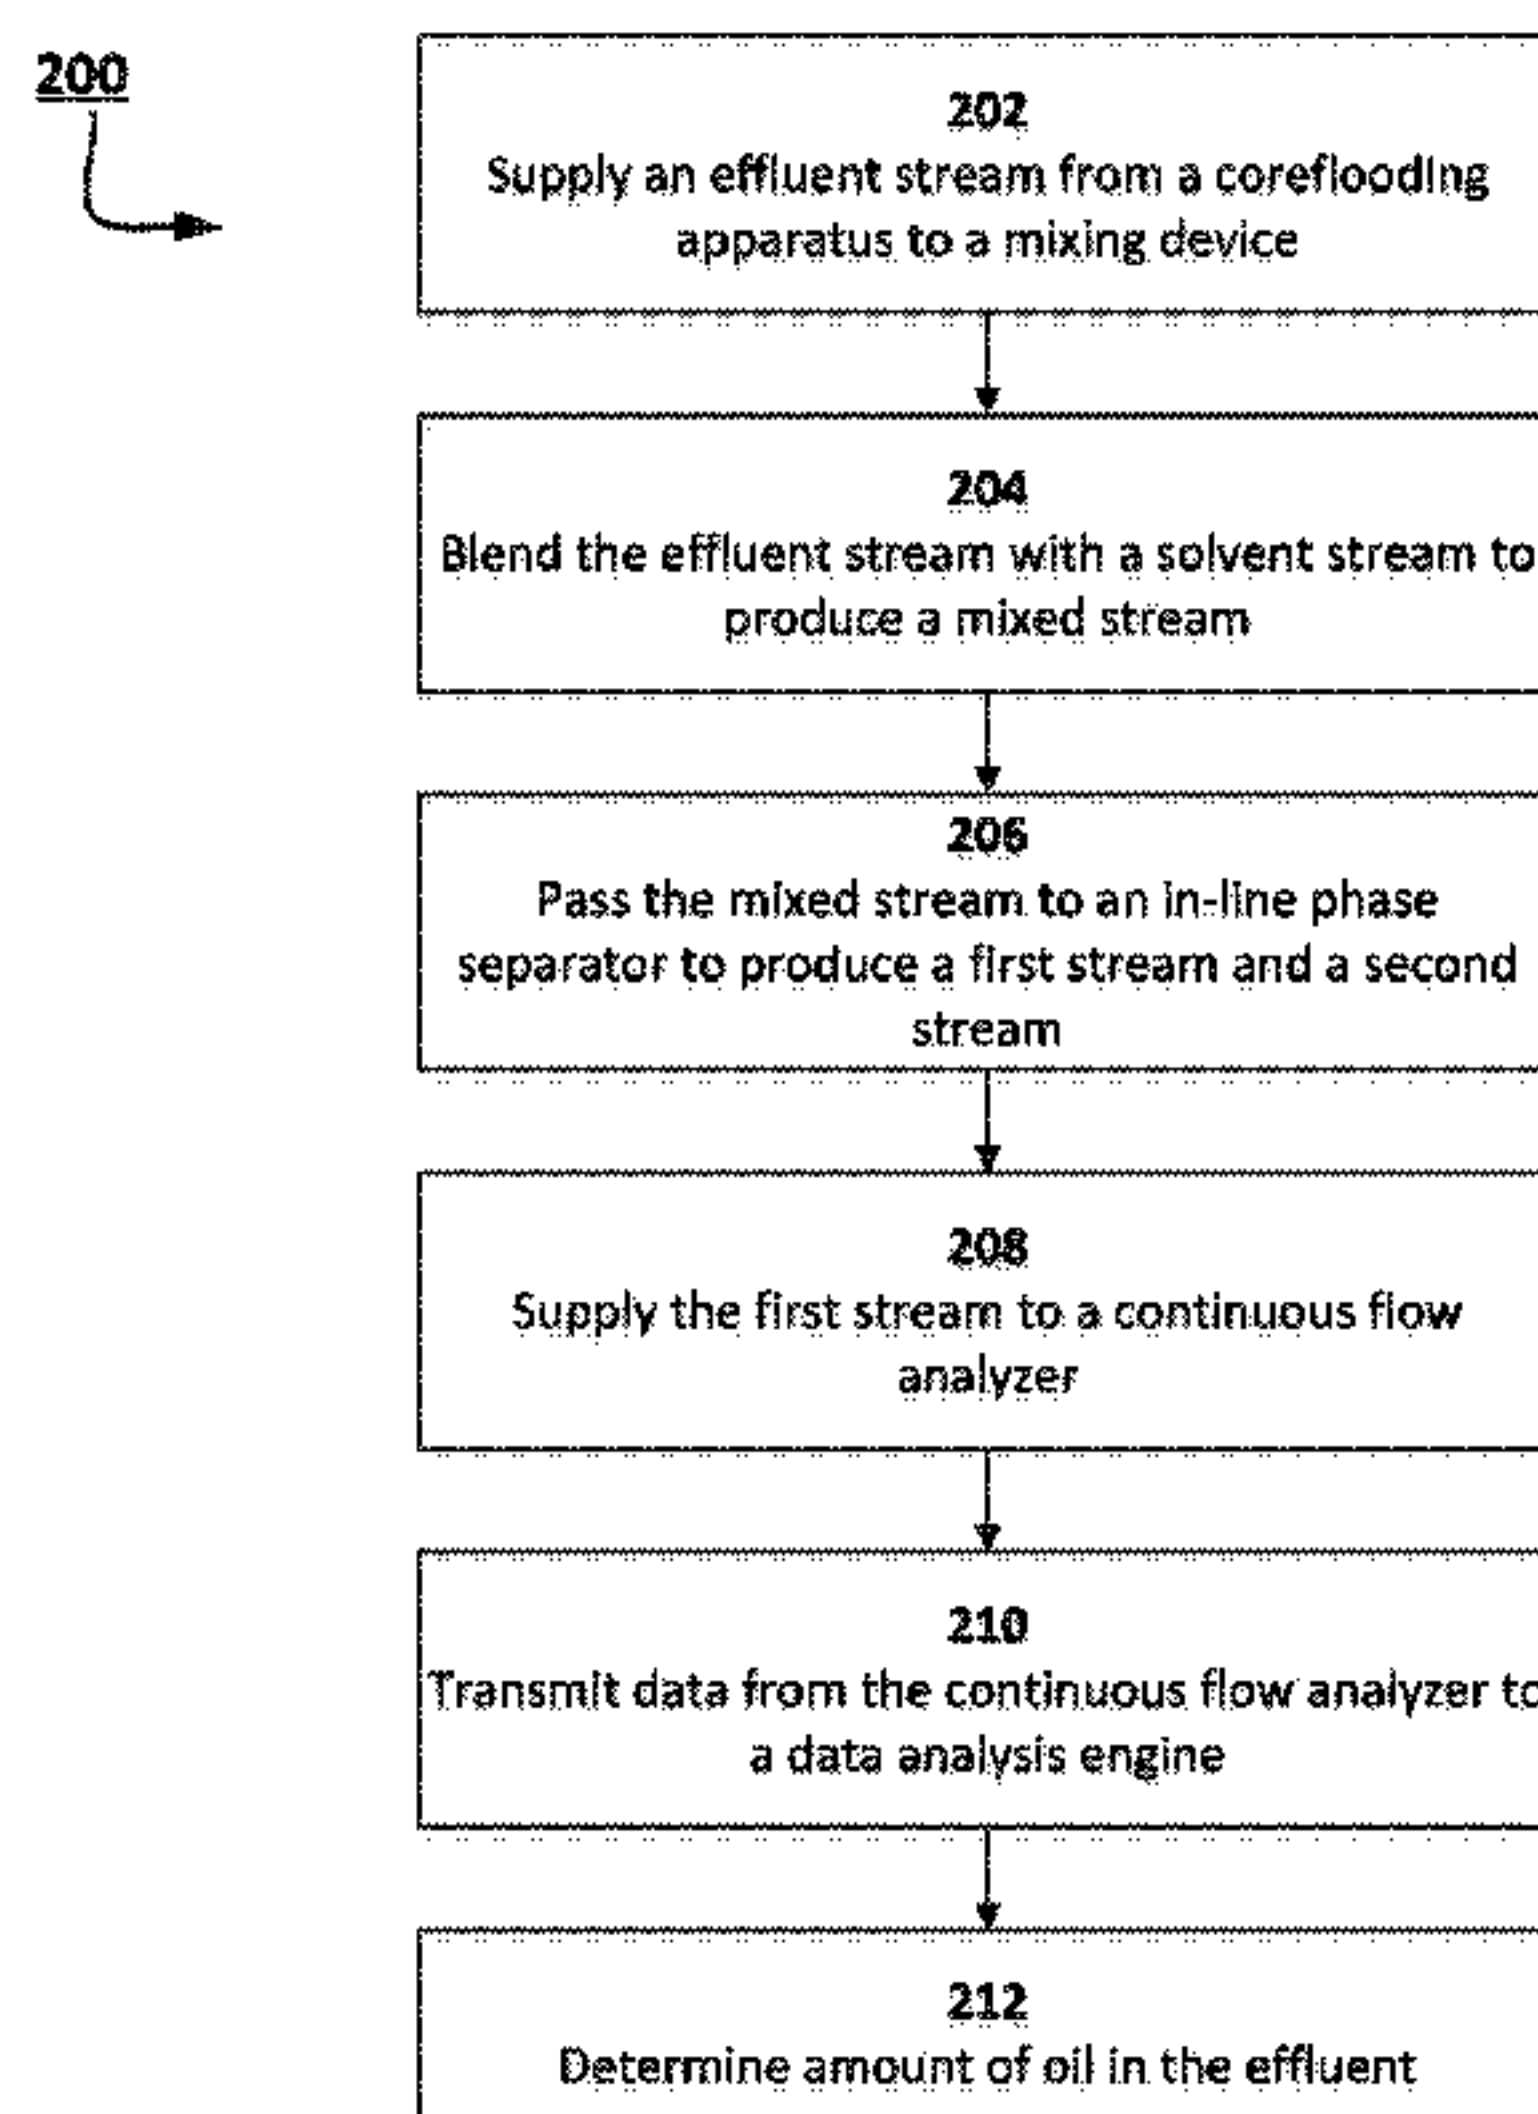 200
202
Supply an effluent stream from a coreflooding
apparatus to a mixing device
204
Blend the effluent stream with a solvent stream to
produce a mixed stream
206
Pass the mixed stream to an in-line phase
separator to produce a first stream and a second
stream
208
Supply the first stream to a continuous flow
analyzer
210
Transmit data from the continuous flow analyzer to
a data analysis engine
212
Determine amount of oil in the effluent